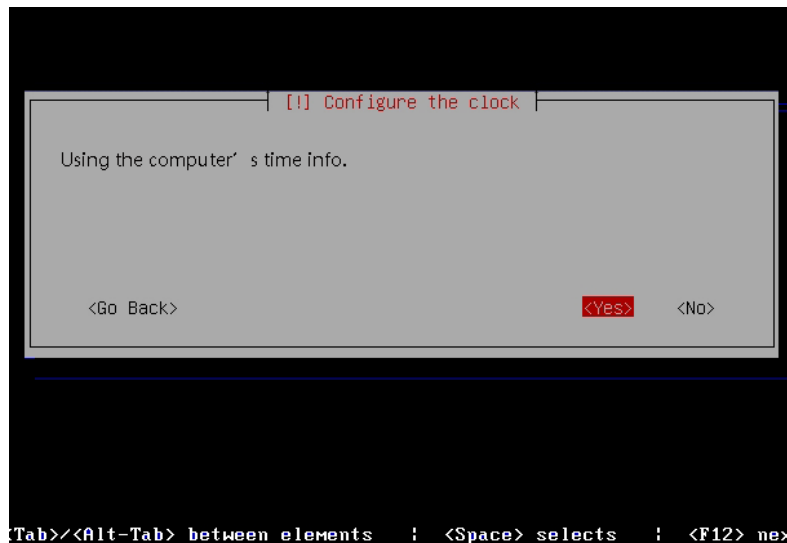 [!] Configure the clock
Using the computer’ s time info.
<Go Back> <Yes> <No>
<Tab>/<Alt-Tab> between elements ¦ <Space> selects ¦ <F12>